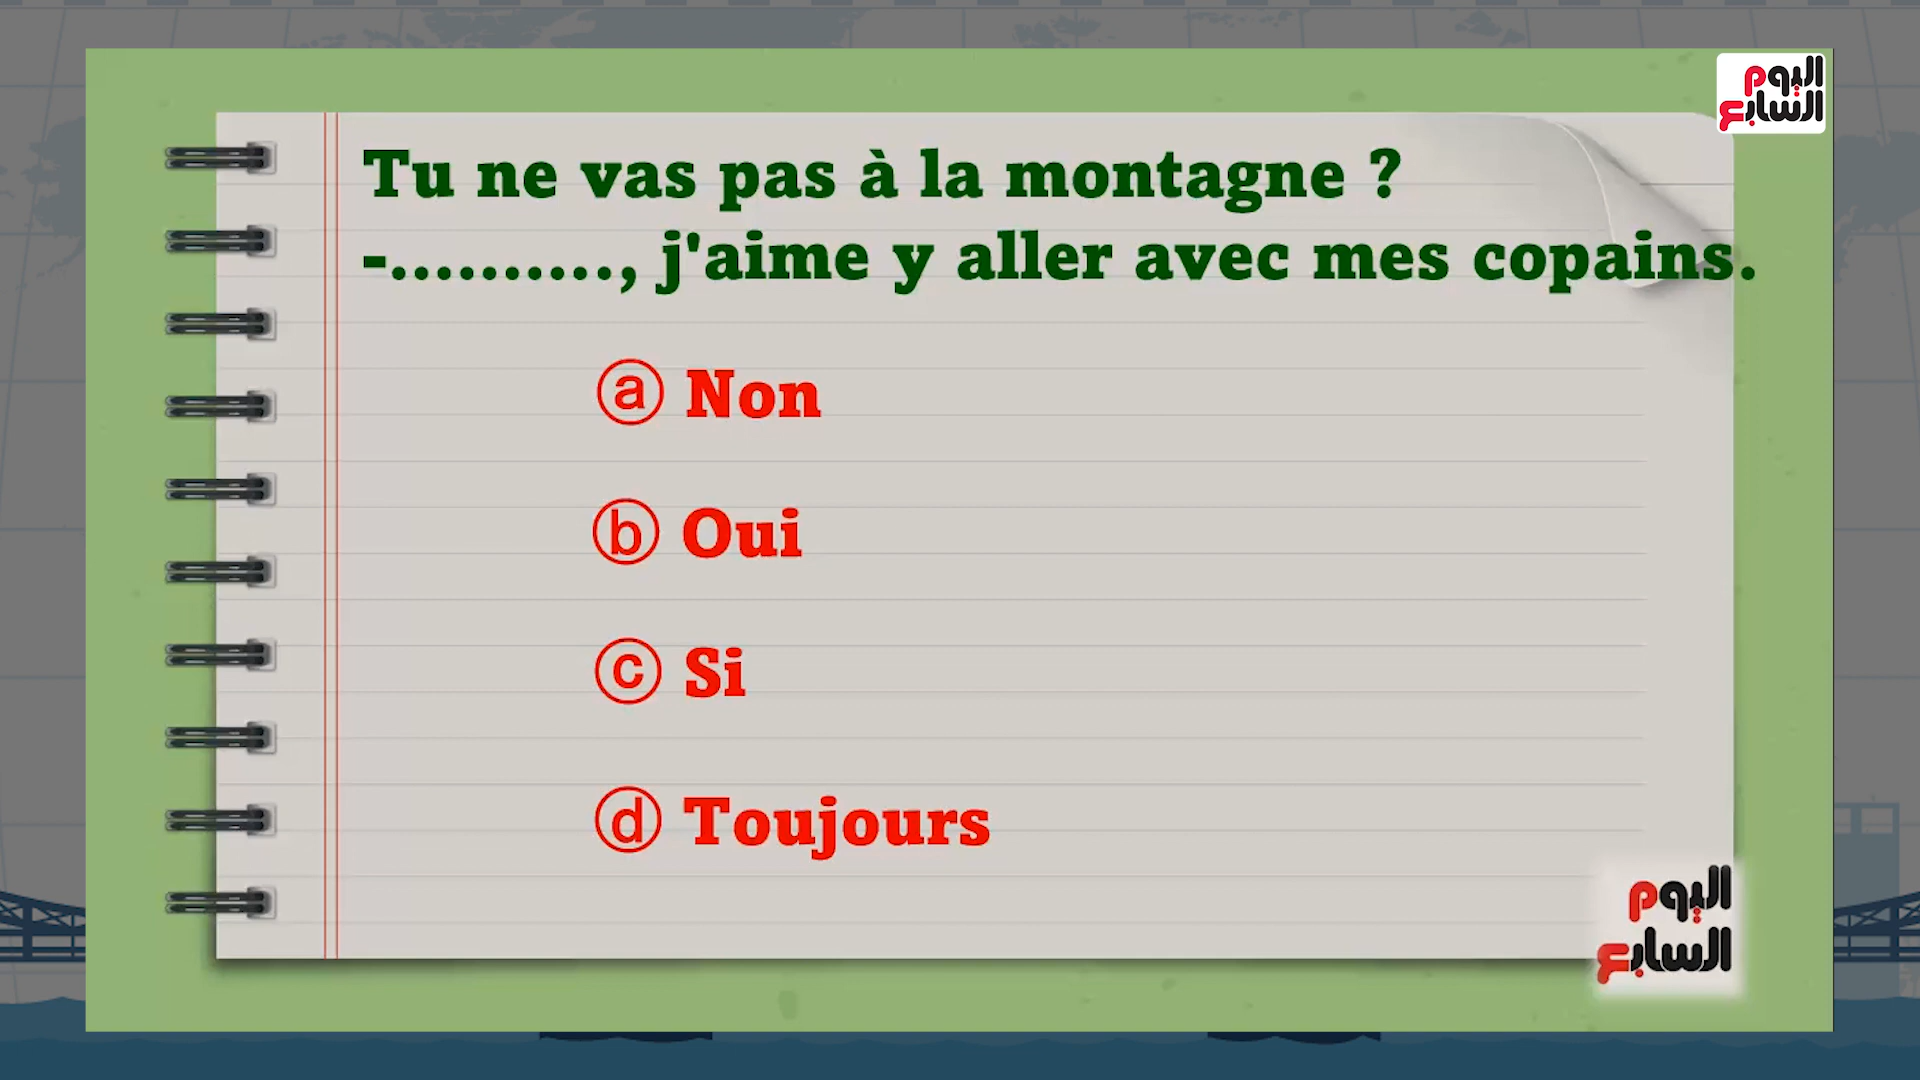 اليوم السابع
Tu ne vas pas à la montagne ?
-.........., j'aime y aller avec mes copains.
ⓐ Non
ⓑ Oui
ⓒ Si
ⓓ Toujours
اليوم
السابع